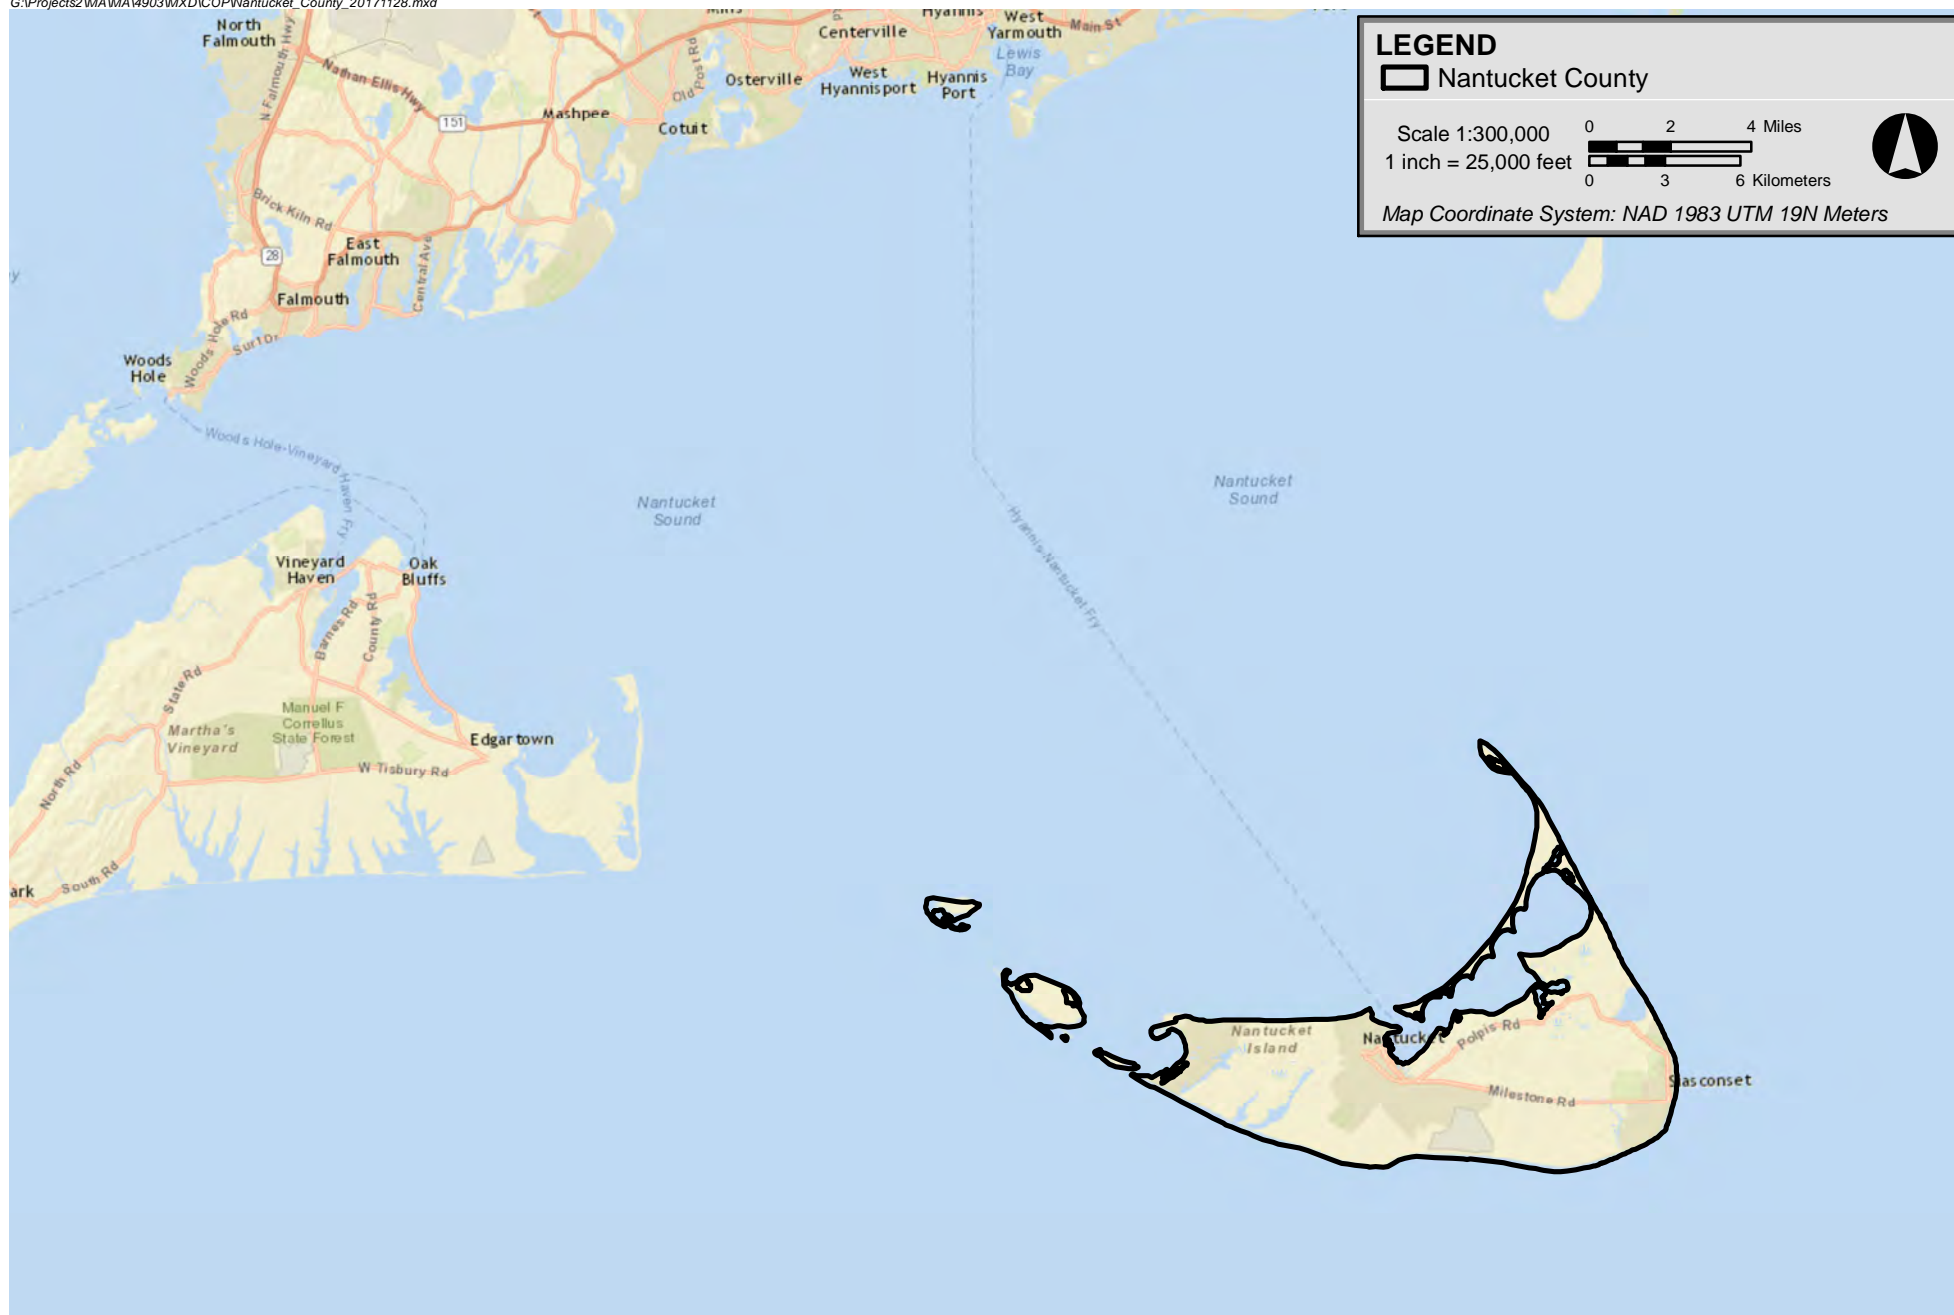 G:\Projects2\MA\MA\4903\MXD\COP\Nantucket_County_20171128.mxd
North
Falmouth
N Falmouth Hwy
Nathan Ellis Hwy
151
Mashpee
Old Post Rd
Cotuit
Osterville
Centerville
West
Hyannisport
Hyannis
Port
West
Yarmouth
Main St
Lewis
Bay
LEGEND
Nantucket County
Scale 1:300,000
1 inch = 25,000 feet
0 2 4 Miles
0 3 6 Kilometers
Map Coordinate System: NAD 1983 UTM 19N Meters
Brick Kiln Rd
28
East
Falmouth
Central Ave
Falmouth
Woods Hole Rd
Surf Dr
Woods
Hole
Woods Hole-Vineyard Haven Fry
Nantucket
Sound
Nantucket
Sound
Hyannis-Nantucket Fry
Vineyard
Haven
Oak
Bluffs
Barnes Rd
County Rd
State Rd
Manuel F
Correllus
State Forest
Martha's
Vineyard
Edgartown
W Tisbury Rd
North Rd
South Rd
ark
Nantucket
Island
Nantucket
Polpis Rd
Milestone Rd
Siasconset